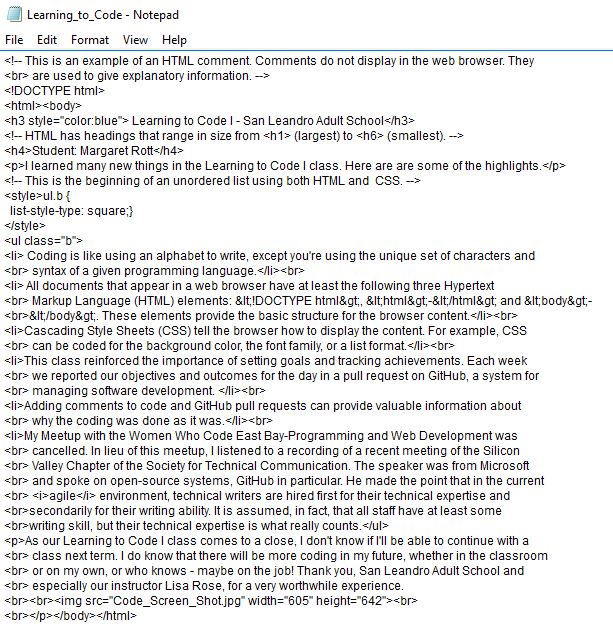 Learning_to_Code - Notepad
File Edit Format View Help
<!-- This is an example of an HTML comment. Comments do not display in the web browser. They
<br> are used to give explanatory information. -->
<!DOCTYPE html>
<html><body>
<h3 style="color:blue"> Learning to Code I - San Leandro Adult School</h3>
<!-- HTML has headings that range in size from <h1> (largest) to <h6> (smallest). -->
<h4>Student: Margaret Rott</h4>
<p>I learned many new things in the Learning to Code I class. Here are are some of the highlights.</p>
<!-- This is the beginning of an unordered list using both HTML and  CSS. -->
<style>ul.b {
  list-style-type: square;}
</style>
<ul class="b">
<li> Coding is like using an alphabet to write, except you're using the unique set of characters and
<br> syntax of a given programming language.</li><br>
<li> All documents that appear in a web browser have at least the following three Hypertext
<br> Markup Language (HTML) elements: &lt;!DOCTYPE html&gt;, &lt;html&gt;-&lt;/html&gt; and &lt;body&gt;-
<br>&lt;/body&gt;. These elements provide the basic structure for the browser content.</li><br>
<li>Cascading Style Sheets (CSS) tell the browser how to display the content. For example, CSS
<br> can be coded for the background color, the font family, or a list format.</li><br>
<li>This class reinforced the importance of setting goals and tracking achievements. Each week
<br> we reported our objectives and outcomes for the day in a pull request on GitHub, a system for
<br> managing software development. </li><br>
<li>Adding comments to code and GitHub pull requests can provide valuable information about
<br> why the coding was done as it was.</li><br>
<li>My Meetup with the Women Who Code East Bay-Programming and Web Development was
<br> cancelled. In lieu of this meetup, I listened to a recording of a recent meeting of the Silicon
<br> Valley Chapter of the Society for Technical Communication. The speaker was from Microsoft
<br> and spoke on open-source systems, GitHub in particular. He made the point that in the current
<br> <i>agile</i> environment, technical writers are hired first for their technical expertise and
<br>secondarily for their writing ability. It is assumed, in fact, that all staff have at least some
<br>writing skill, but their technical expertise is what really counts.</ul>
<p>As our Learning to Code I class comes to a close, I don't know if I'll be able to continue with a
<br> class next term. I do know that there will be more coding in my future, whether in the classroom
<br> or on my own, or who knows - maybe on the job! Thank you, San Leandro Adult School and
<br> especially our instructor Lisa Rose, for a very worthwhile experience.
<br><br><img src="Code_Screen_Shot.jpg" width="605" height="642"><br>
<br></p></body></html>